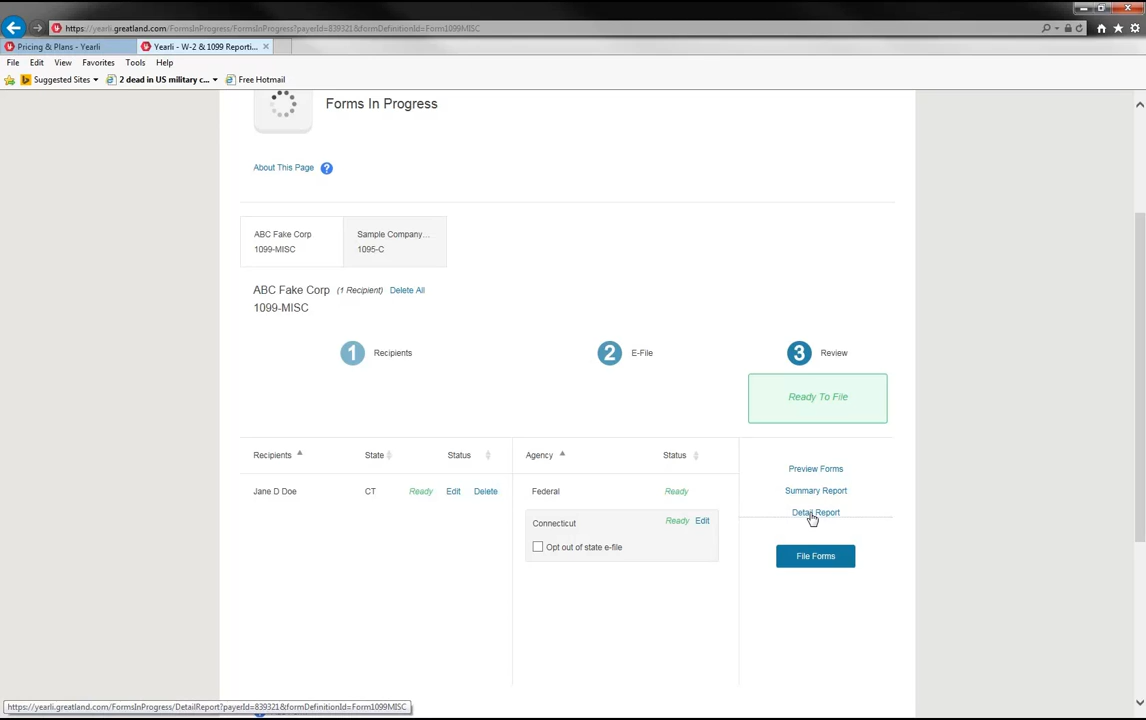 https://yearli.greatland.com/FormsInProgress/FormsInProgress?payerId=839321&formDefinitionId=Form1099MISC
Pricing & Plans - Yearli
Yearli - W-2 & 1099 Reporti...
File Edit View Favorites Tools Help
Suggested Sites 2 dead in US military c... Free Hotmail
Forms In Progress
About This Page ?
ABC Fake Corp
1099-MISC
Sample Company...
1095-C
ABC Fake Corp (1 Recipient) Delete All
1099-MISC
1 Recipients
2 E-File
3 Review
Ready To File
Recipients State Status
Agency Status
Jane D Doe CT Ready Edit Delete
Federal Ready
Connecticut Ready Edit
Opt out of state e-file
Preview Forms
Summary Report
Detail Report
File Forms
https://yearli.greatland.com/FormsInProgress/DetailReport?payerId=839321&formDefinitionId=Form1099MISC